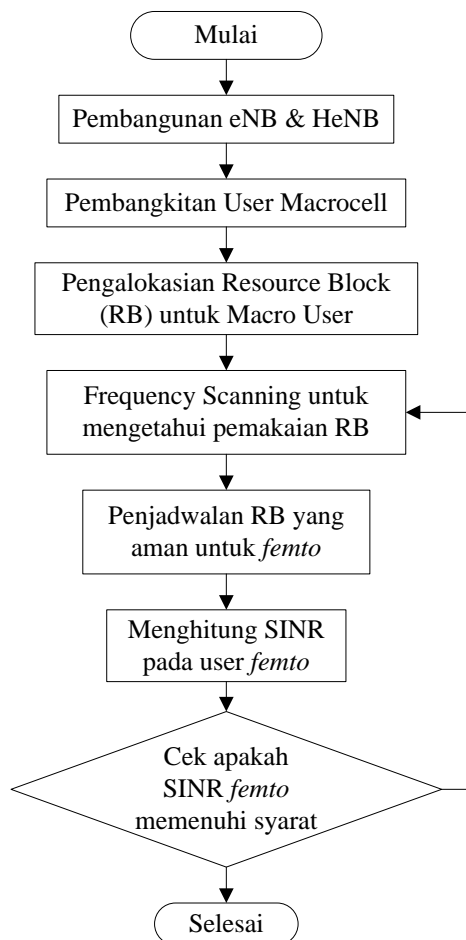 Mulai
Pembangunan eNB & HeNB
Pembangkitan User Macrocell
Pengalokasian Resource Block
(RB) untuk Macro User
Frequency Scanning untuk
mengetahui pemakaian RB
Penjadwalan RB yang
aman untuk femto
Menghitung SINR
pada user femto
Cek apakah
SINR femto
memenuhi syarat
Selesai